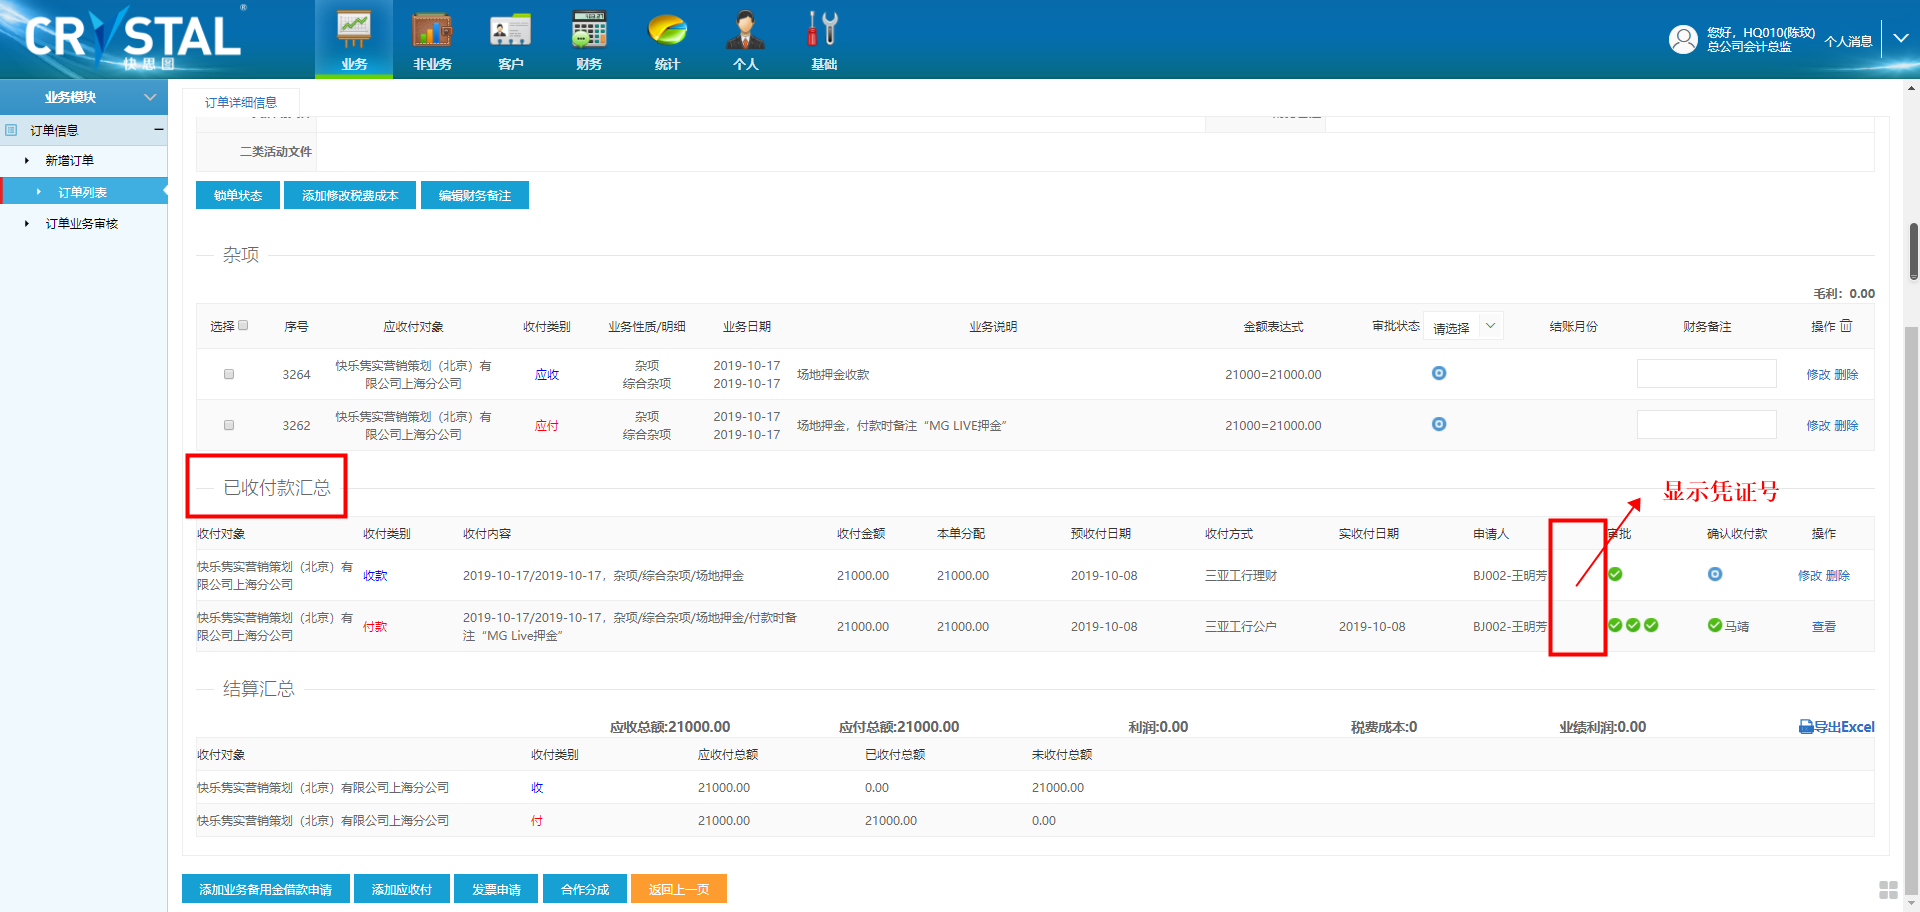 CRYSTAL ®
快思图
业务 非业务 客户 财务 统计 个人 基础
您好，HQ010(陈玟)
总公司会计总监
个人消息
业务模块
订单信息
新增订单
订单列表
订单业务审核
订单详细信息
二类活动文件
锁单状态 添加修改税费成本 编辑财务备注
杂项
毛利：0.00
选择 序号 应收付对象 收付类别 业务性质/明细 业务日期 业务说明 金额表达式 审批状态 请选择 结账月份 财务备注 操作
3264 快乐隽实营销策划（北京）有限公司上海分公司 应收 杂项 综合杂项 2019-10-17 2019-10-17 场地押金收款 21000=21000.00 修改 删除
3262 快乐隽实营销策划（北京）有限公司上海分公司 应付 杂项 综合杂项 2019-10-17 2019-10-17 场地押金，付款时备注“MG LIVE押金” 21000=21000.00 修改 删除
已收付款汇总
显示凭证号
收付对象 收付类别 收付内容 收付金额 本单分配 预收付日期 收付方式 实收付日期 申请人 审批 确认收付款 操作
快乐隽实营销策划（北京）有限公司上海分公司 收款 2019-10-17/2019-10-17，杂项/综合杂项/场地押金 21000.00 21000.00 2019-10-08 三亚工行理财 BJ002-王明芳 修改 删除
快乐隽实营销策划（北京）有限公司上海分公司 付款 2019-10-17/2019-10-17，杂项/综合杂项/场地押金/付款时备注“MG Live押金” 21000.00 21000.00 2019-10-08 三亚工行公户 2019-10-08 BJ002-王明芳 马靖 查看
结算汇总
应收总额:21000.00 应付总额:21000.00 利润:0.00 税费成本:0 业绩利润:0.00 导出Excel
收付对象 收付类别 应收付总额 已收付总额 未收付总额
快乐隽实营销策划（北京）有限公司上海分公司 收 21000.00 0.00 21000.00
快乐隽实营销策划（北京）有限公司上海分公司 付 21000.00 21000.00 0.00
添加业务备用金借款申请 添加应收付 发票申请 合作分成 返回上一页